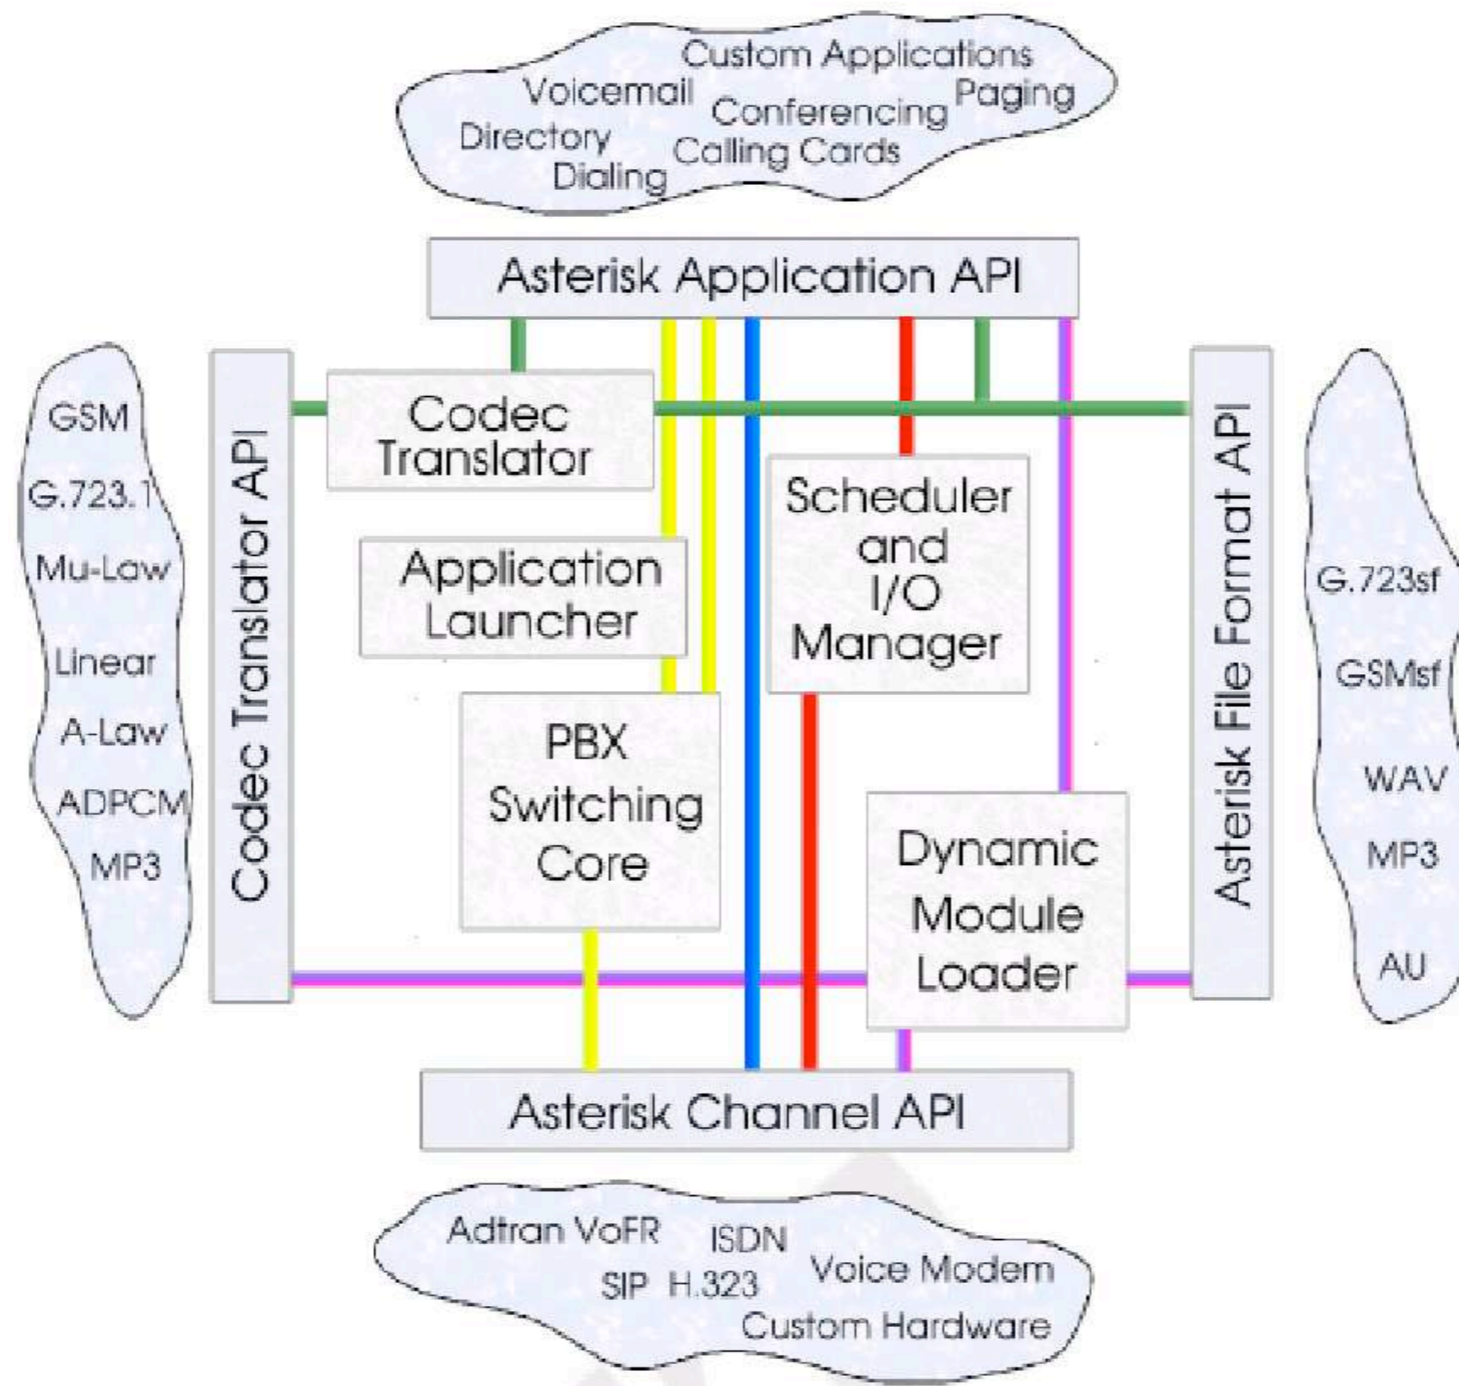 Custom Applications
Voicemail
Paging
Conferencing
Directory
Calling Cards
Dialing
Asterisk Application API
Codec Translator API
GSM
G.723.1
Mu-Law
Linear
A-Law
ADPCM
MP3
Codec
Translator
Application
Launcher
Scheduler
and
I/O
Manager
PBX
Switching
Core
Dynamic
Module
Loader
Asterisk File Format API
G.723sf
GSMsf
WAV
MP3
AU
Asterisk Channel API
Adtran VoFR
ISDN
SIP H.323
Voice Modem
Custom Hardware